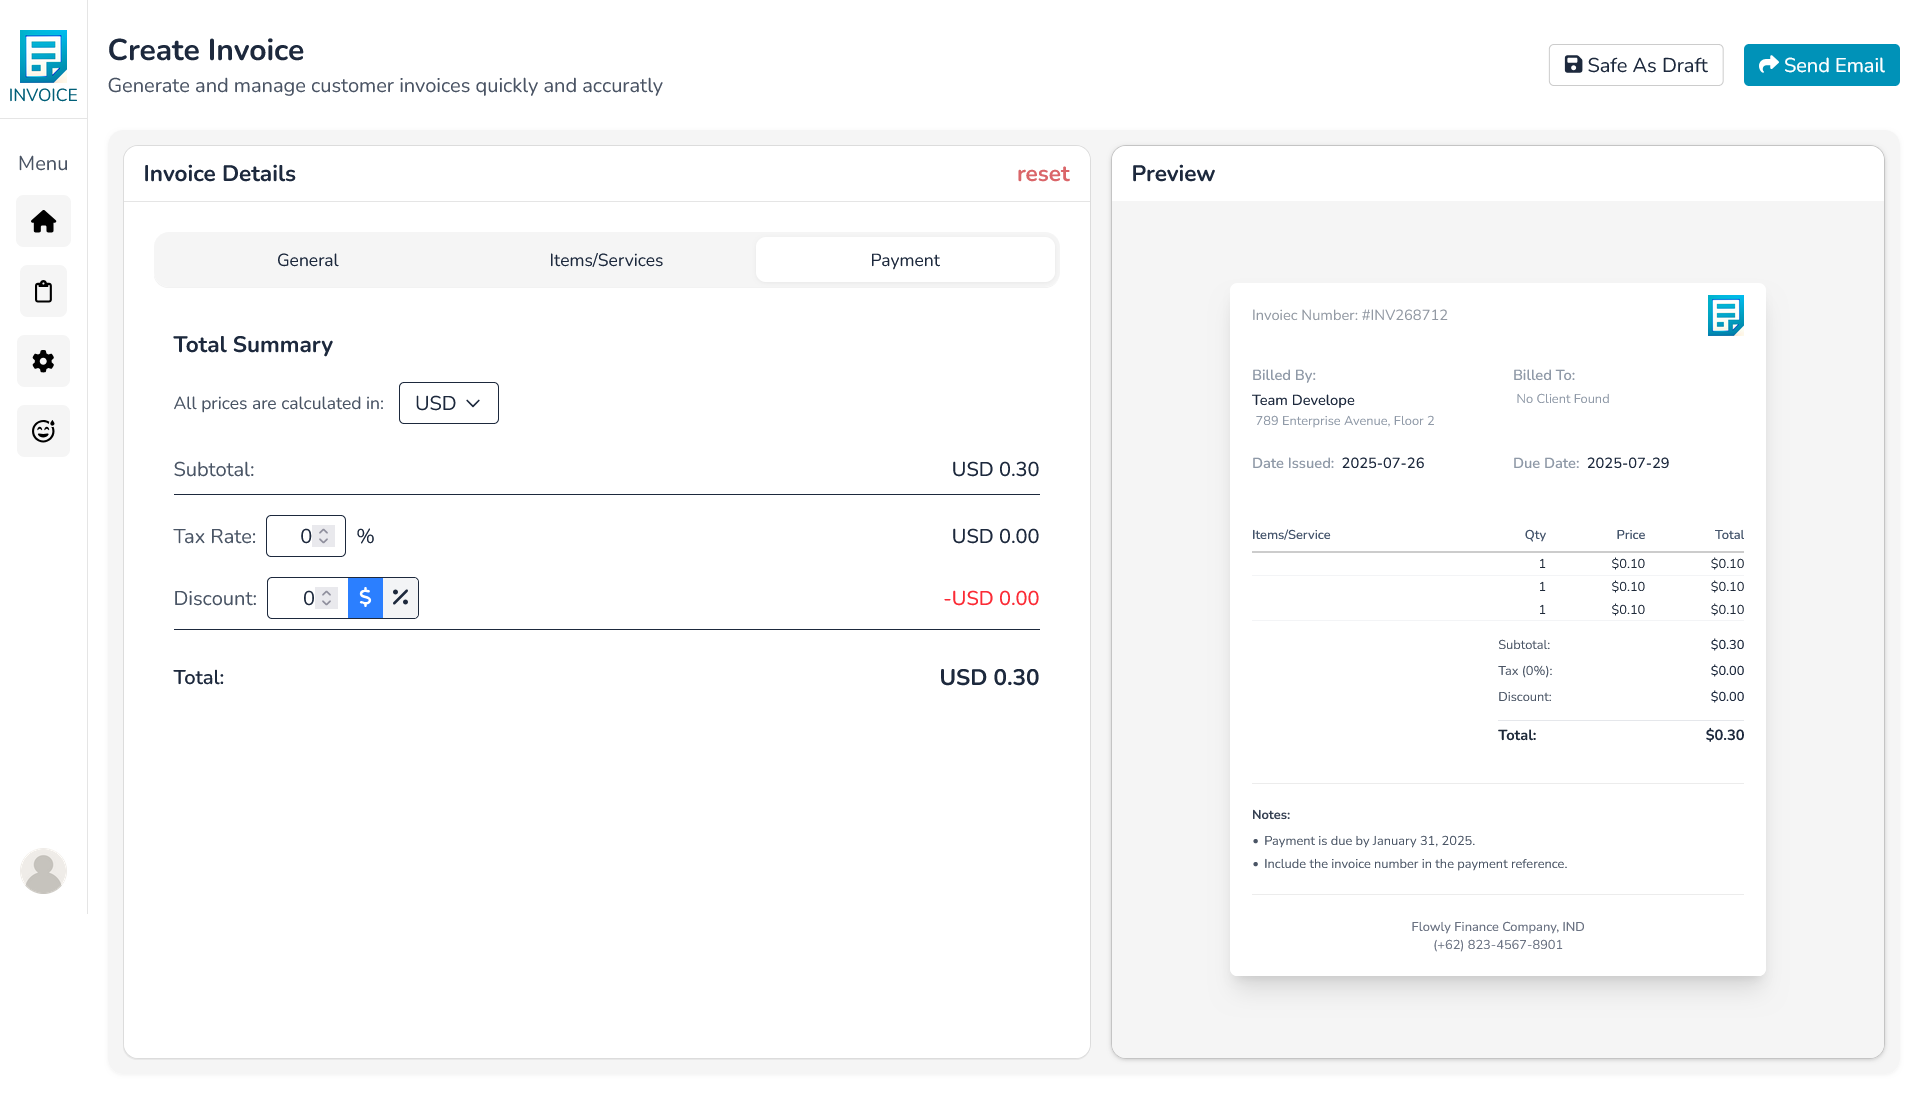 INVOICE
Menu
Create Invoice
Generate and manage customer invoices quickly and accuratly
Safe As Draft
Send Email
Invoice Details
reset
General
Items/Services
Payment
Total Summary
All prices are calculated in: USD
Subtotal: USD 0.30
Tax Rate: 0 % USD 0.00
Discount: 0 $ % -USD 0.00
Total: USD 0.30
Preview
Invoiec Number: #INV268712
Billed By:
Team Develope
789 Enterprise Avenue, Floor 2
Billed To:
No Client Found
Date Issued: 2025-07-26
Due Date: 2025-07-29
Items/Service Qty Price Total
1 $0.10 $0.10
1 $0.10 $0.10
1 $0.10 $0.10
Subtotal: $0.30
Tax (0%): $0.00
Discount: $0.00
Total: $0.30
Notes:
• Payment is due by January 31, 2025.
• Include the invoice number in the payment reference.
Flowly Finance Company, IND
(+62) 823-4567-8901